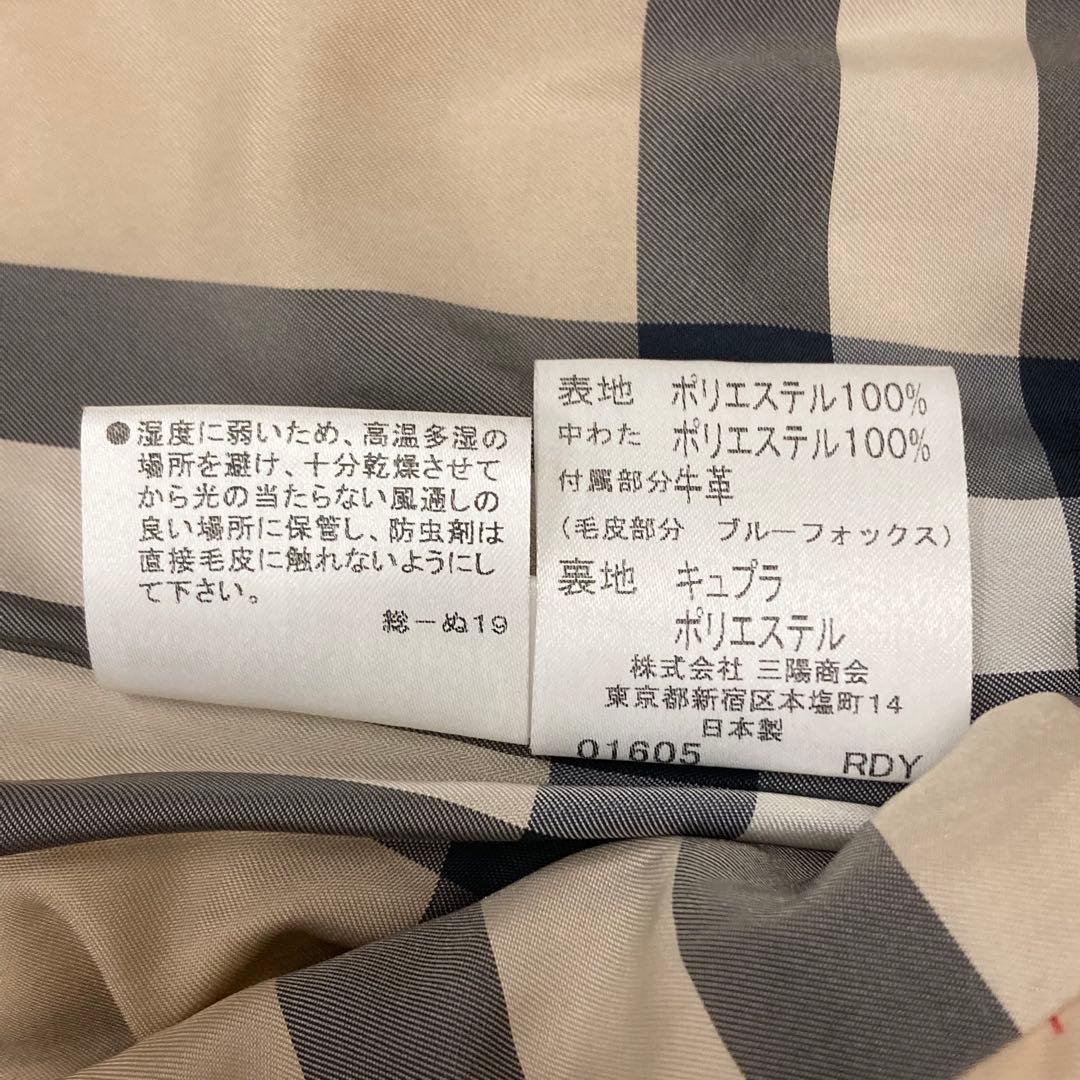 ●湿度に弱いため、高温多湿の
場所を避け、十分乾燥させて
から光の当たらない風通しの
良い場所に保管し、防虫剤は
直接毛皮に触れないようにし
て下さい。
総ーぬ19
表地 ポリエステル100%
中わた ポリエステル100%
付属部分牛革
(毛皮部分 ブルーフォックス)
裏地 キュプラ
ポリエステル
株式会社 三陽商会
東京都新宿区本塩町14
日本製
01605 RDY